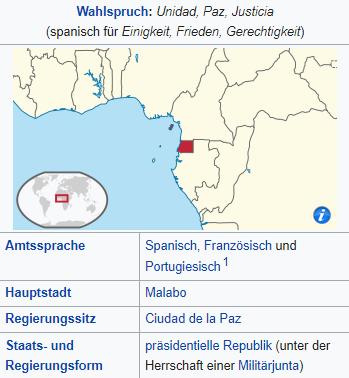 Wahlspruch: Unidad, Paz, Justicia
(spanisch für Einigkeit, Frieden, Gerechtigkeit)
i
Amtssprache
Spanisch, Französisch und
Portugiesisch 1
Hauptstadt
Malabo
Regierungssitz
Ciudad de la Paz
Staats- und
Regierungsform
präsidentielle Republik (unter der
Herrschaft einer Militärjunta)